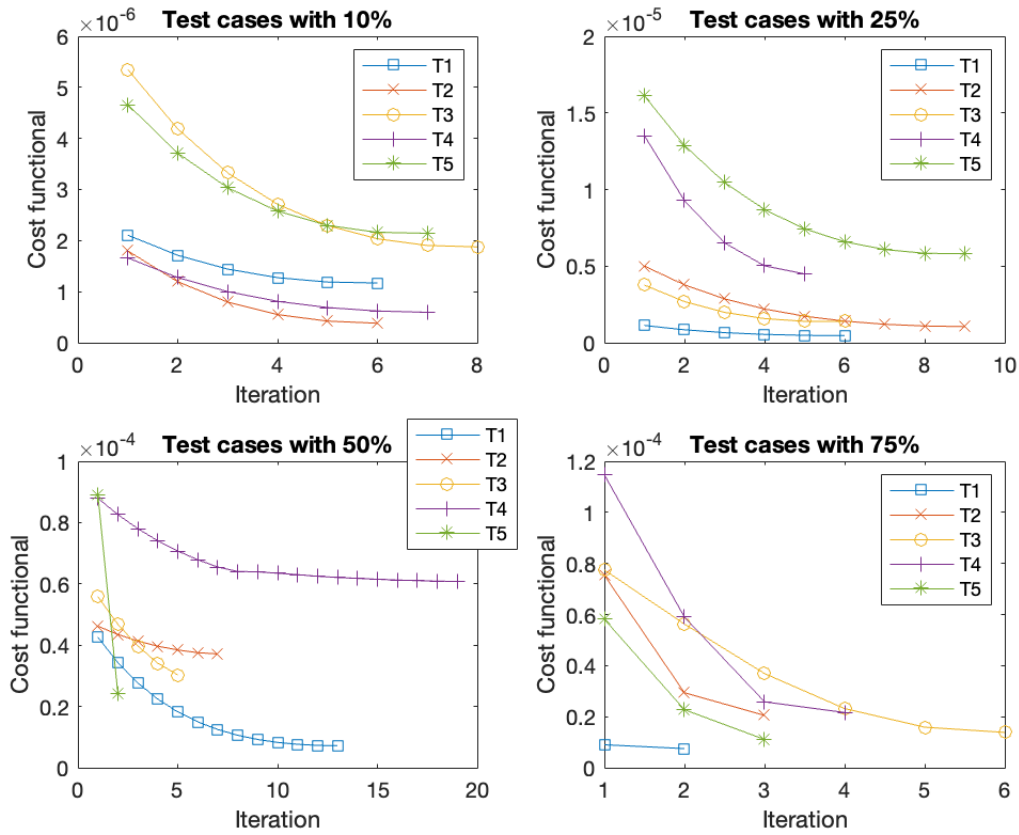 Test cases with 10%
×10^-6
Cost functional
6
5
4
3
2
1
0
0 2 4 6 8
Iteration
T1
T2
T3
T4
T5
Test cases with 25%
×10^-5
Cost functional
2
1.5
1
0.5
0
0 2 4 6 8 10
Iteration
T1
T2
T3
T4
T5
Test cases with 50%
×10^-4
Cost functional
1
0.8
0.6
0.4
0.2
0
0 5 10 15 20
Iteration
T1
T2
T3
T4
T5
Test cases with 75%
×10^-4
Cost functional
1.2
1
0.8
0.6
0.4
0.2
0
1 2 3 4 5 6
Iteration
T1
T2
T3
T4
T5